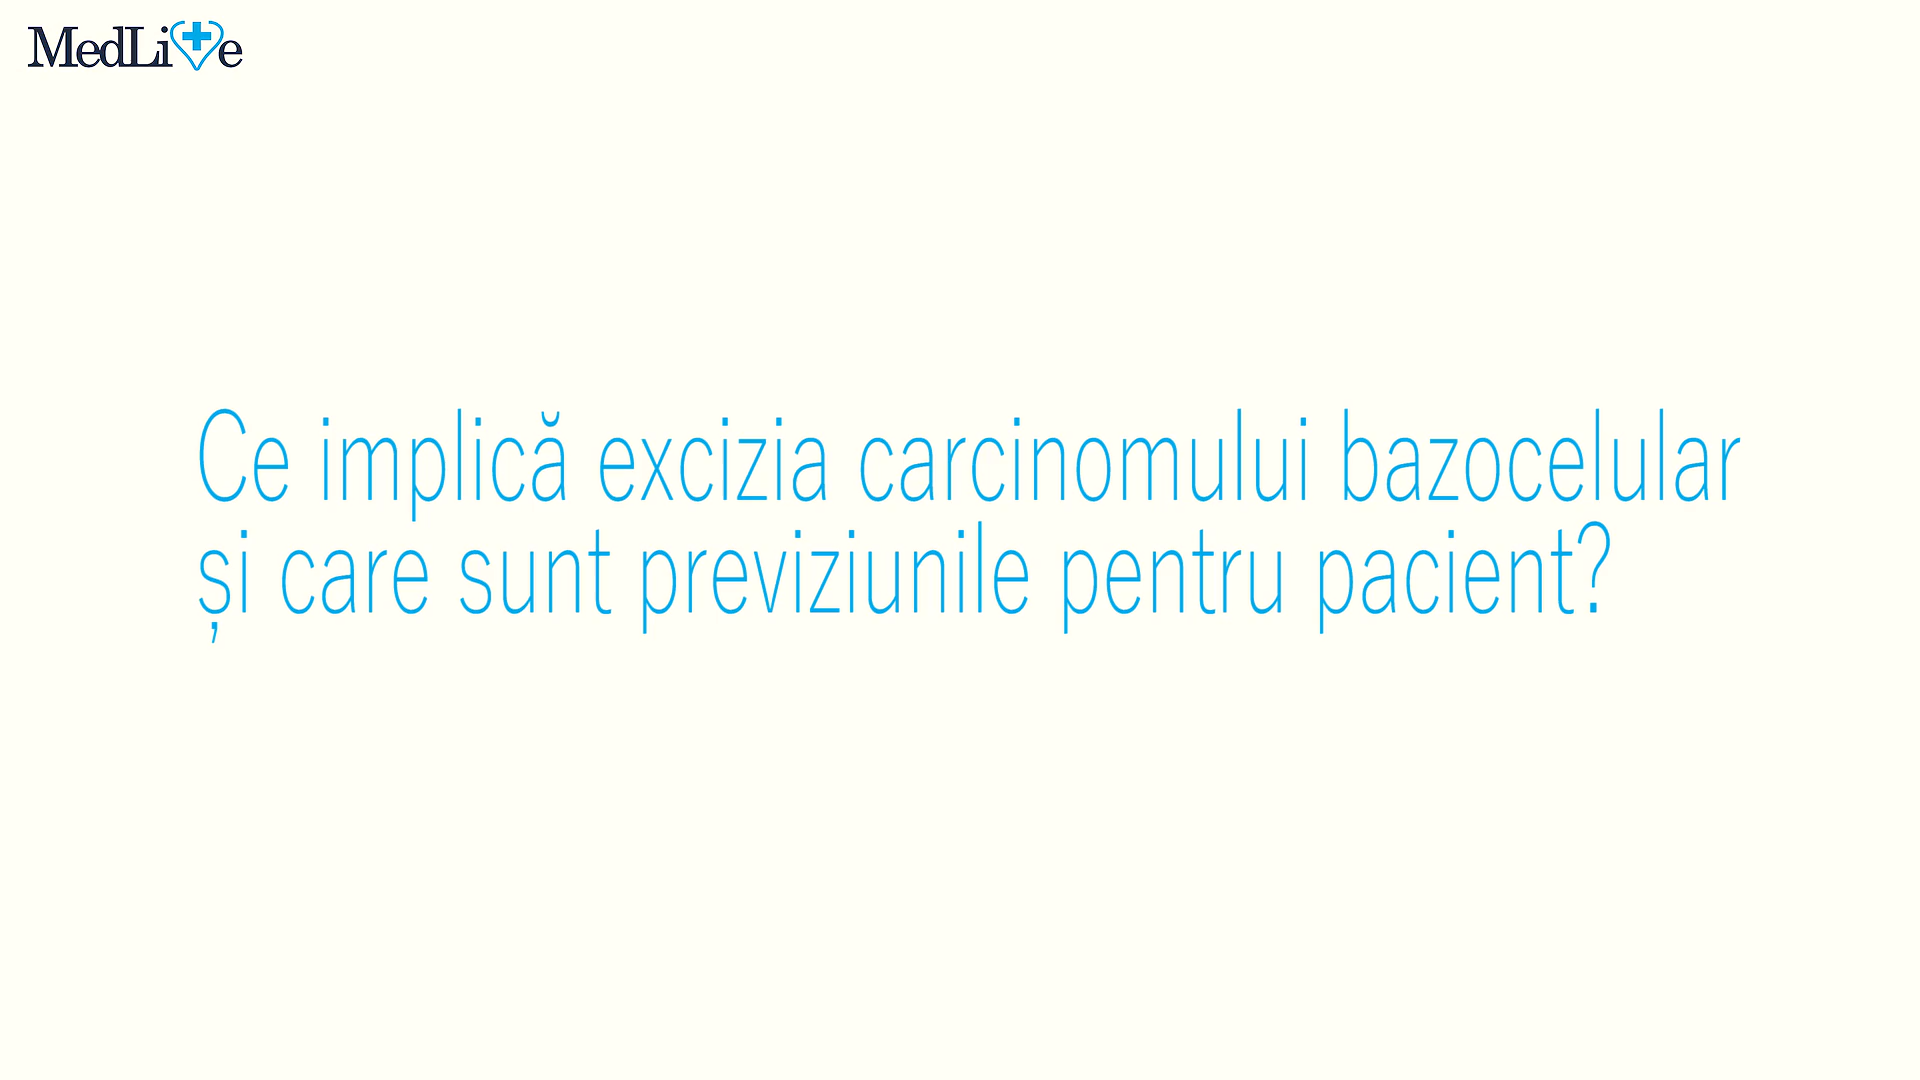 MedLive
Ce implică excizia carcinomului bazocelular
și care sunt previziunile pentru pacient?